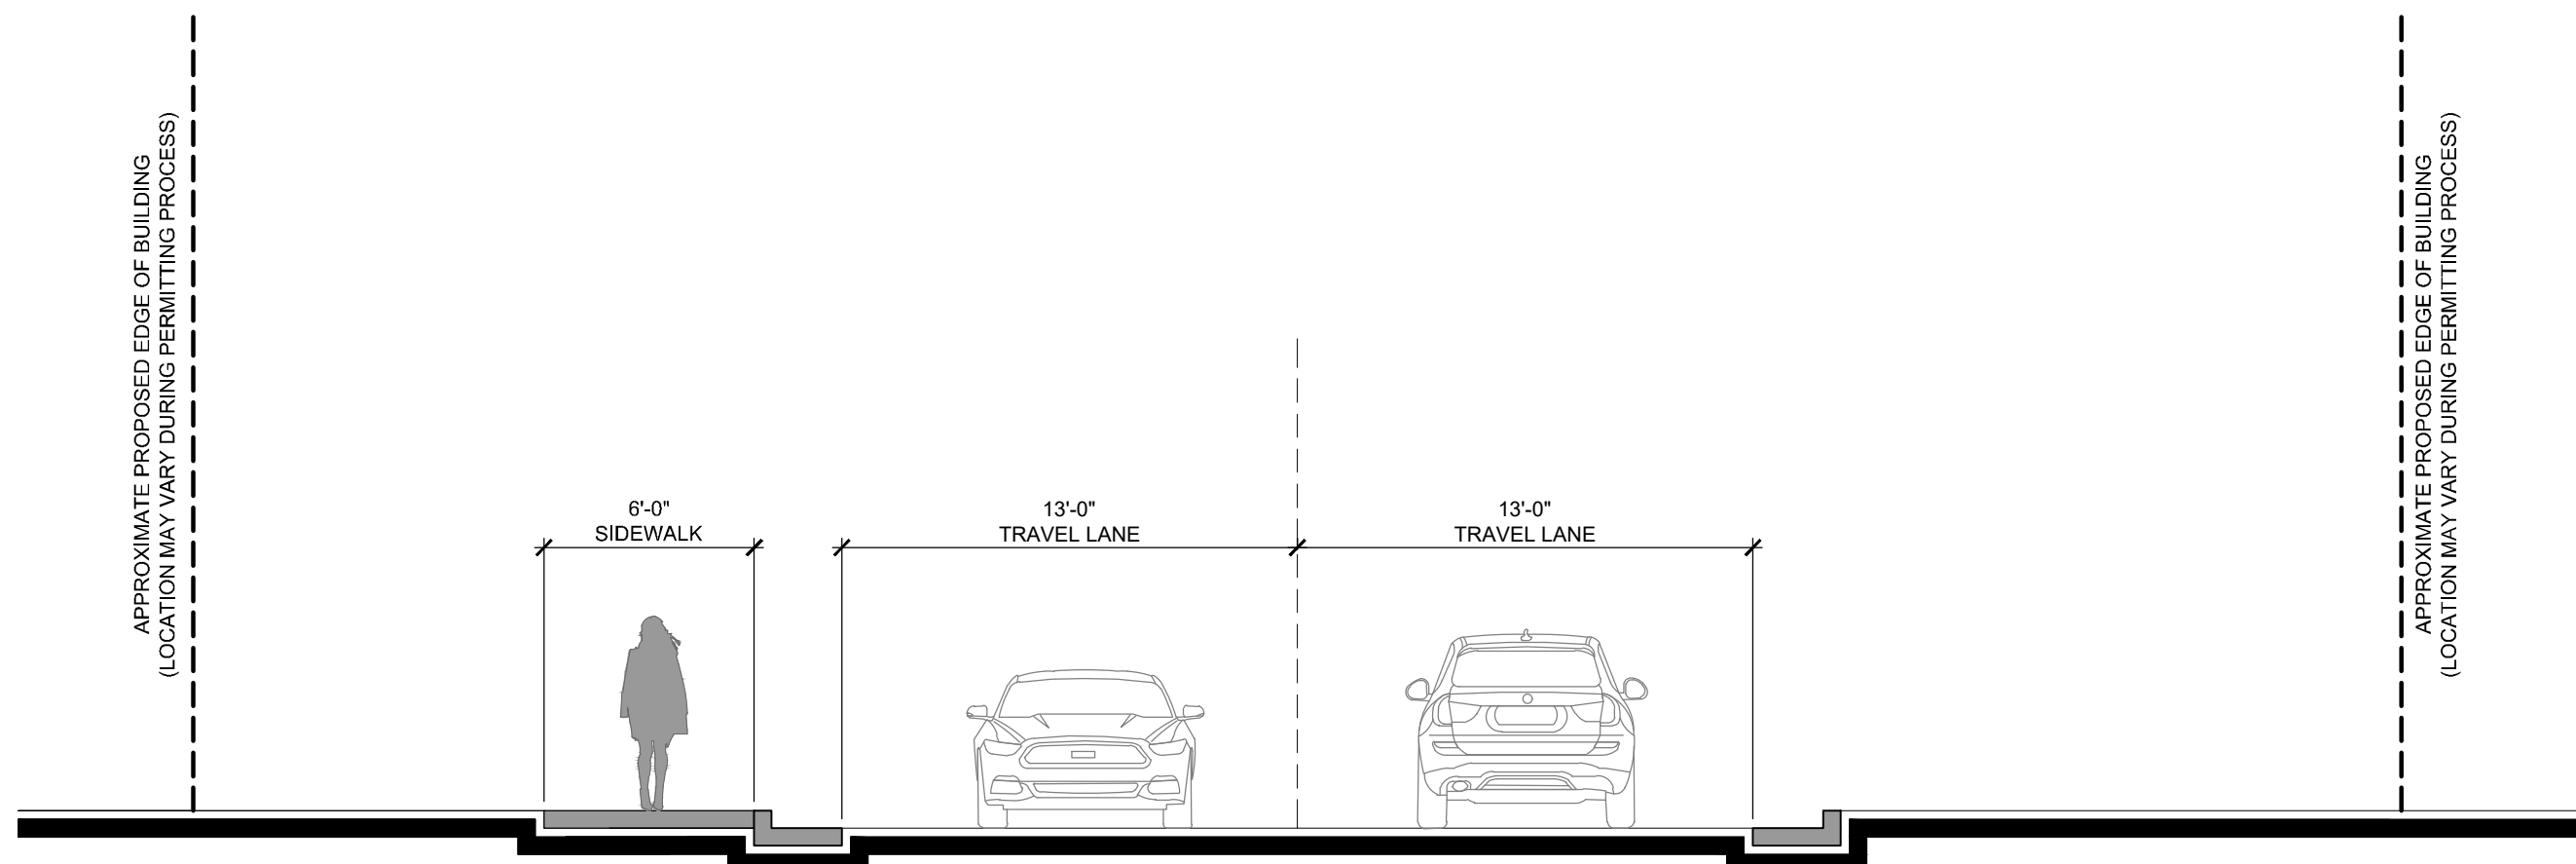 APPROXIMATE PROPOSED EDGE OF BUILDING
(LOCATION MAY VARY DURING PERMITTING PROCESS)
6'-0"
SIDEWALK
13'-0"
TRAVEL LANE
13'-0"
TRAVEL LANE
APPROXIMATE PROPOSED EDGE OF BUILDING
(LOCATION MAY VARY DURING PERMITTING PROCESS)